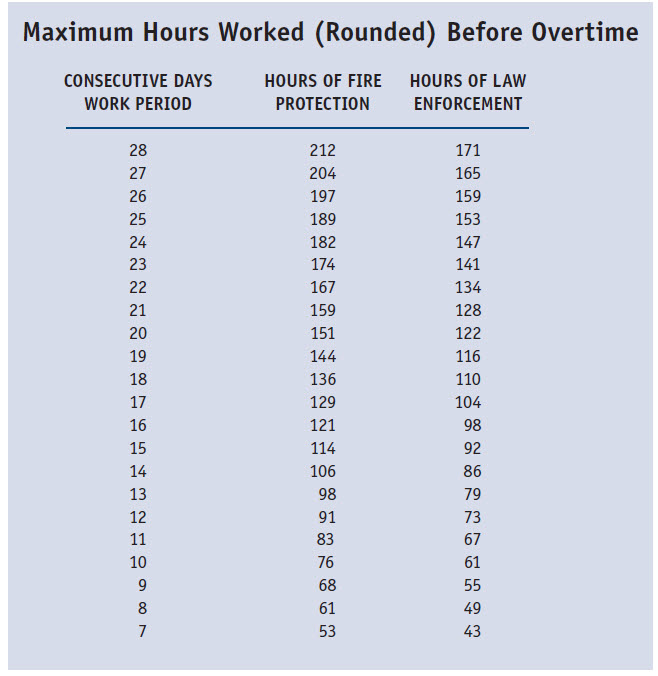 Maximum Hours Worked (Rounded) Before Overtime
CONSECUTIVE DAYS HOURS OF FIRE HOURS OF LAW
WORK PERIOD PROTECTION ENFORCEMENT
28 212 171
27 204 165
26 197 159
25 189 153
24 182 147
23 174 141
22 167 134
21 159 128
20 151 122
19 144 116
18 136 110
17 129 104
16 121 98
15 114 92
14 106 86
13 98 79
12 91 73
11 83 67
10 76 61
9 68 55
8 61 49
7 53 43